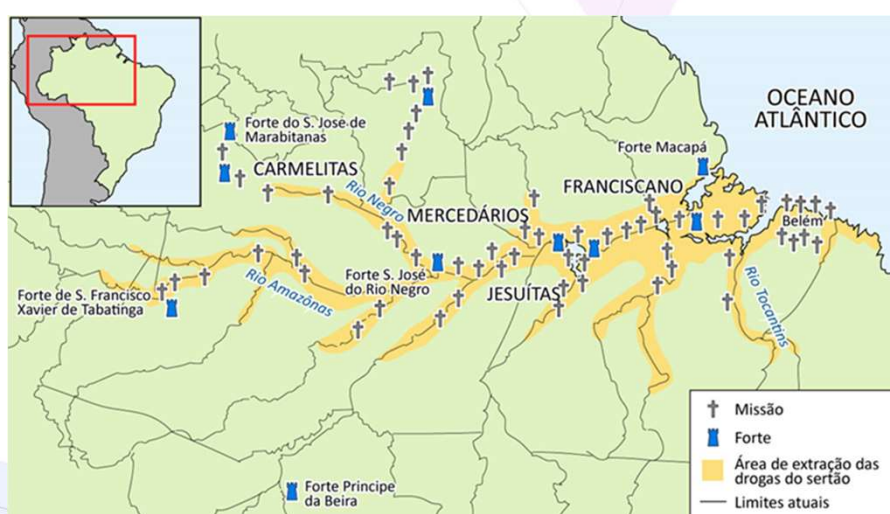 OCEANO
ATLÂNTICO
Forte do S. Jose de
Marabitanas
Forte Macapá
CARMELITAS
FRANCISCANO
Rio Negro
MERCEDÁRIOS
Belém
Forte S. José
do Rio Negro
JESUÍTAS
Forte de S. Francisco
Xavier de Tabatinga
Rio Amazônas
Rio Tocantins
Missão
Forte
Área de extração das
drogas do sertão
Limites atuais
Forte Principe
da Beira